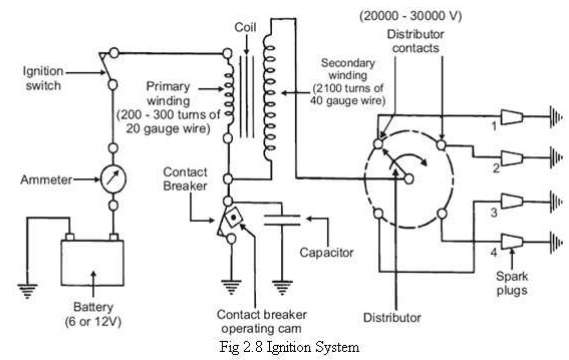 (20000 - 30000 V)
Distributor
contacts
Coil
Ignition
switch
Primary
winding
(200 - 300 turns of
20 gauge wire)
Secondary
winding
(2100 turns of
40 gauge wire)
1
2
3
4
Ammeter
Contact
Breaker
Capacitor
Spark
plugs
Battery
(6 or 12V)
Contact breaker
operating cam
Distributor
Fig 2.8 Ignition System